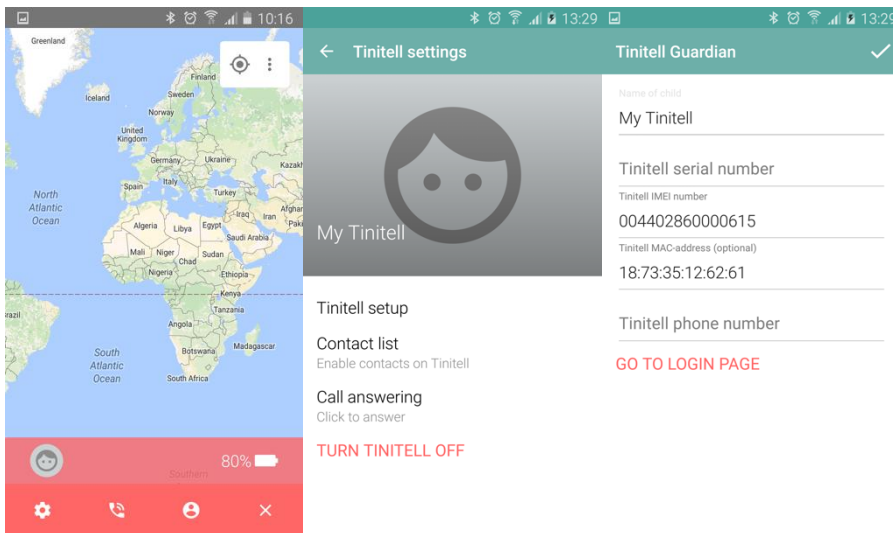 10:16
Greenland
Finland
Sweden
Iceland
Norway
United
Kingdom
Germany
Ukraine
Kazakh
Spain
Italy
Turkey
North
Atlantic
Ocean
Afghan
Iraq
Iran
Paki
Algeria
Libya
Egypt
Saudi Arabia
Mali
Niger
Chad
Sudan
Nigeria
Ethiopia
Kenya
razil
Tanzania
Angola
South
Atlantic
Ocean
Botswana
Madagascar
South Africa
80%
Southern
13:29
Tinitell settings
My Tinitell
Tinitell setup
Contact list
Enable contacts on Tinitell
Call answering
Click to answer
TURN TINITELL OFF
13:29
Tinitell Guardian
Name of child
My Tinitell
Tinitell serial number
Tinitell IMEI number
004402860000615
Tinitell MAC-address (optional)
18:73:35:12:62:61
Tinitell phone number
GO TO LOGIN PAGE